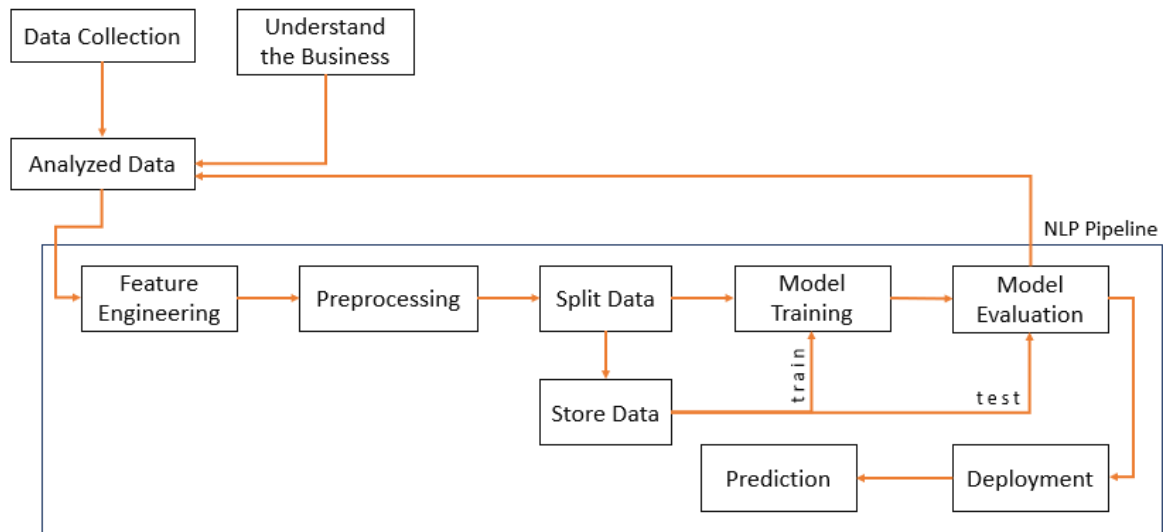 Data Collection
Understand
the Business
Analyzed Data
NLP Pipeline
Feature
Engineering
Preprocessing
Split Data
Model
Training
Model
Evaluation
train
test
Store Data
Prediction
Deployment